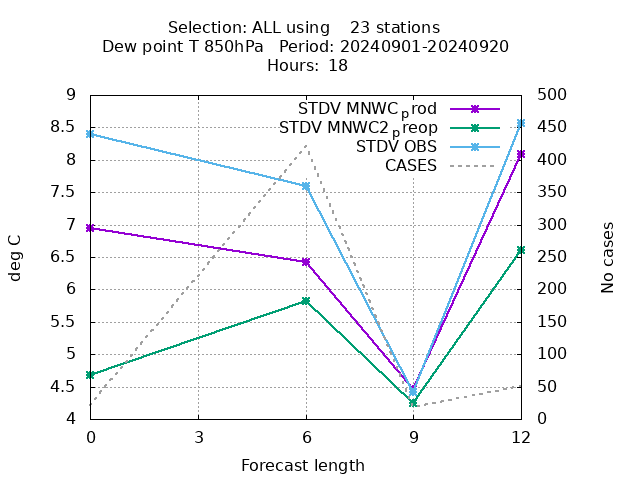 Selection: ALL using    23 stations
Dew point T 850hPa   Period: 20240901-20240920
Hours:  18
STDV MNWC_prod
STDV MNWC2_preop
STDV OBS
CASES
9
8.5
8
7.5
7
6.5
6
5.5
5
4.5
4
500
450
400
350
300
250
200
150
100
50
0
deg C
No cases
0 3 6 9 12
Forecast length